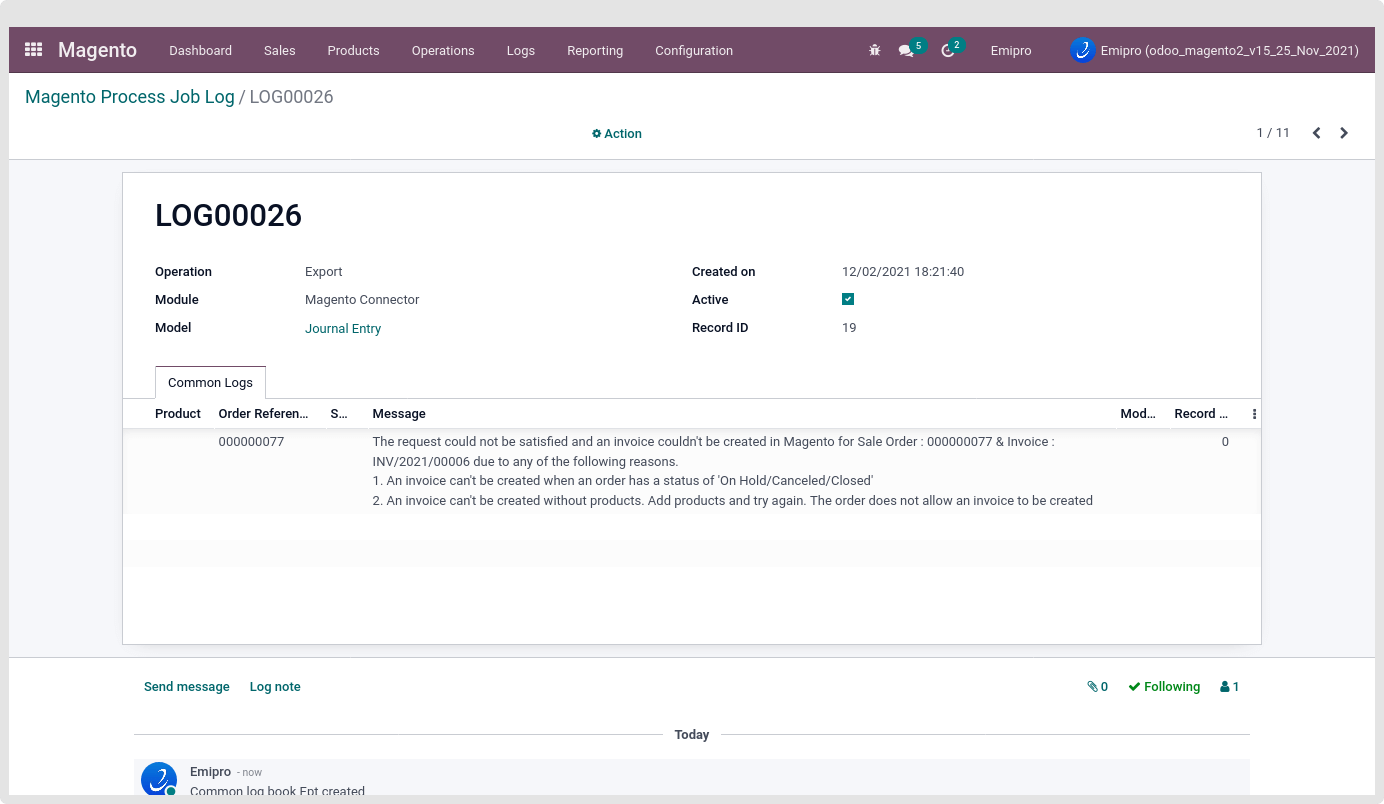 Magento Dashboard Sales Products Operations Logs Reporting Configuration 5 2 Emipro Emipro (odoo_magento2_v15_25_Nov_2021)
Magento Process Job Log / LOG00026
Action 1 / 11
LOG00026
Operation Export Created on 12/02/2021 18:21:40
Module Magento Connector Active
Model Journal Entry Record ID 19
Common Logs
Product Order Referen... S... Message Mod... Record ...
000000077 The request could not be satisfied and an invoice couldn't be created in Magento for Sale Order : 000000077 & Invoice : 0
INV/2021/00006 due to any of the following reasons.
1. An invoice can't be created when an order has a status of 'On Hold/Canceled/Closed'
2. An invoice can't be created without products. Add products and try again. The order does not allow an invoice to be created
Send message Log note 0 Following 1
Today
Emipro - now
Common log book Ept created